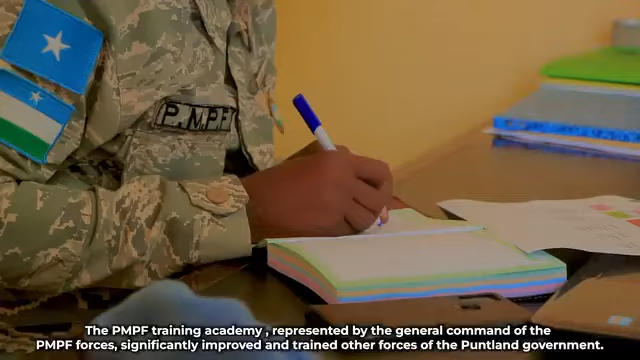 P.M.P.F
The PMPF training academy , represented by the general command of the
PMPF forces, significantly improved and trained other forces of the Puntland government.